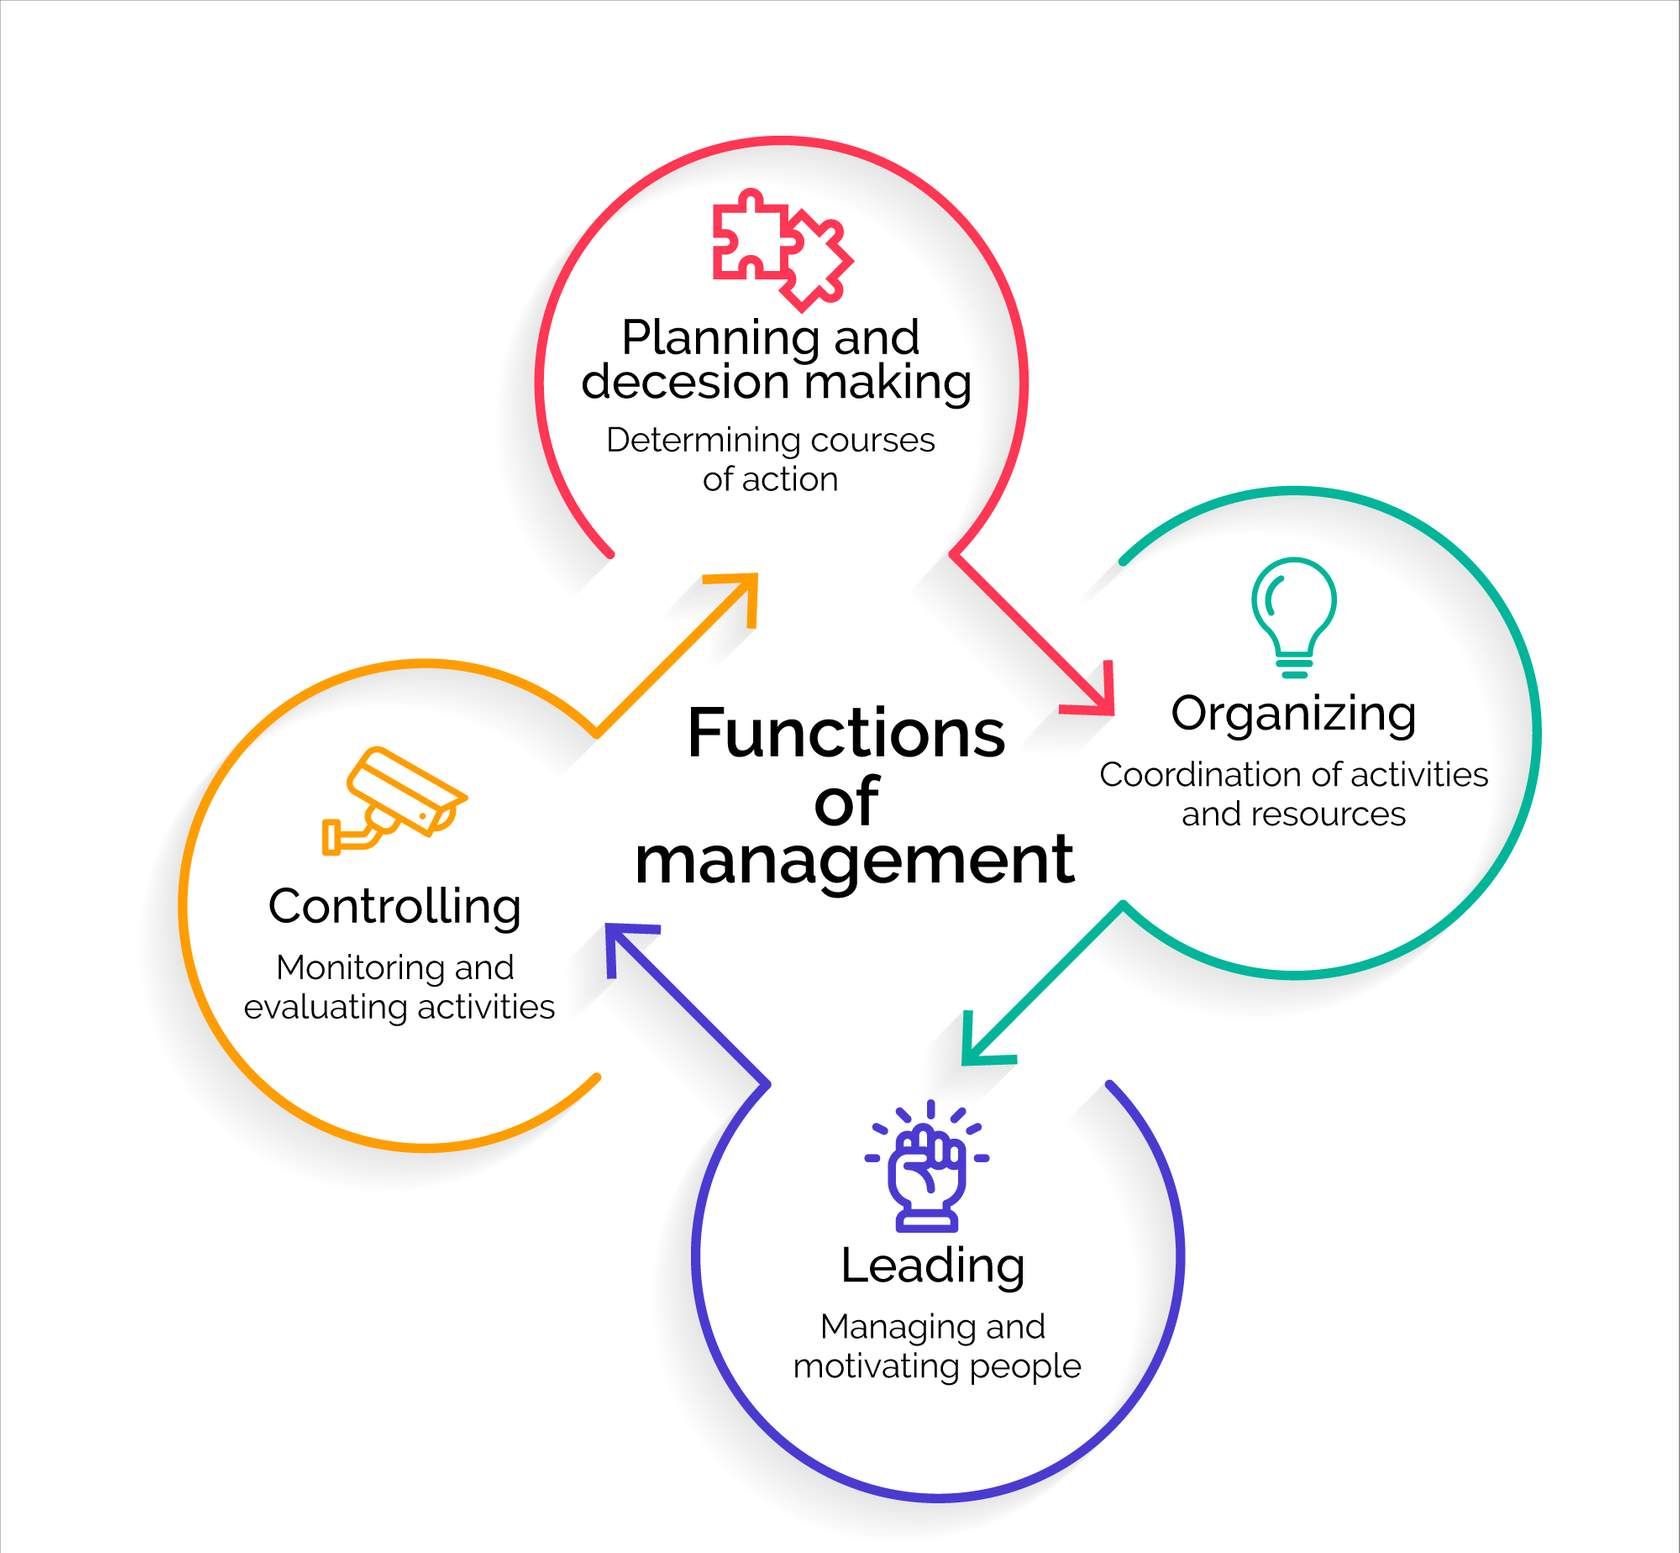 Planning and
decesion making
Determining courses
of action
Organizing
Coordination of activities
and resources
Functions
of
management
Controlling
Monitoring and
evaluating activities
Leading
Managing and
motivating people